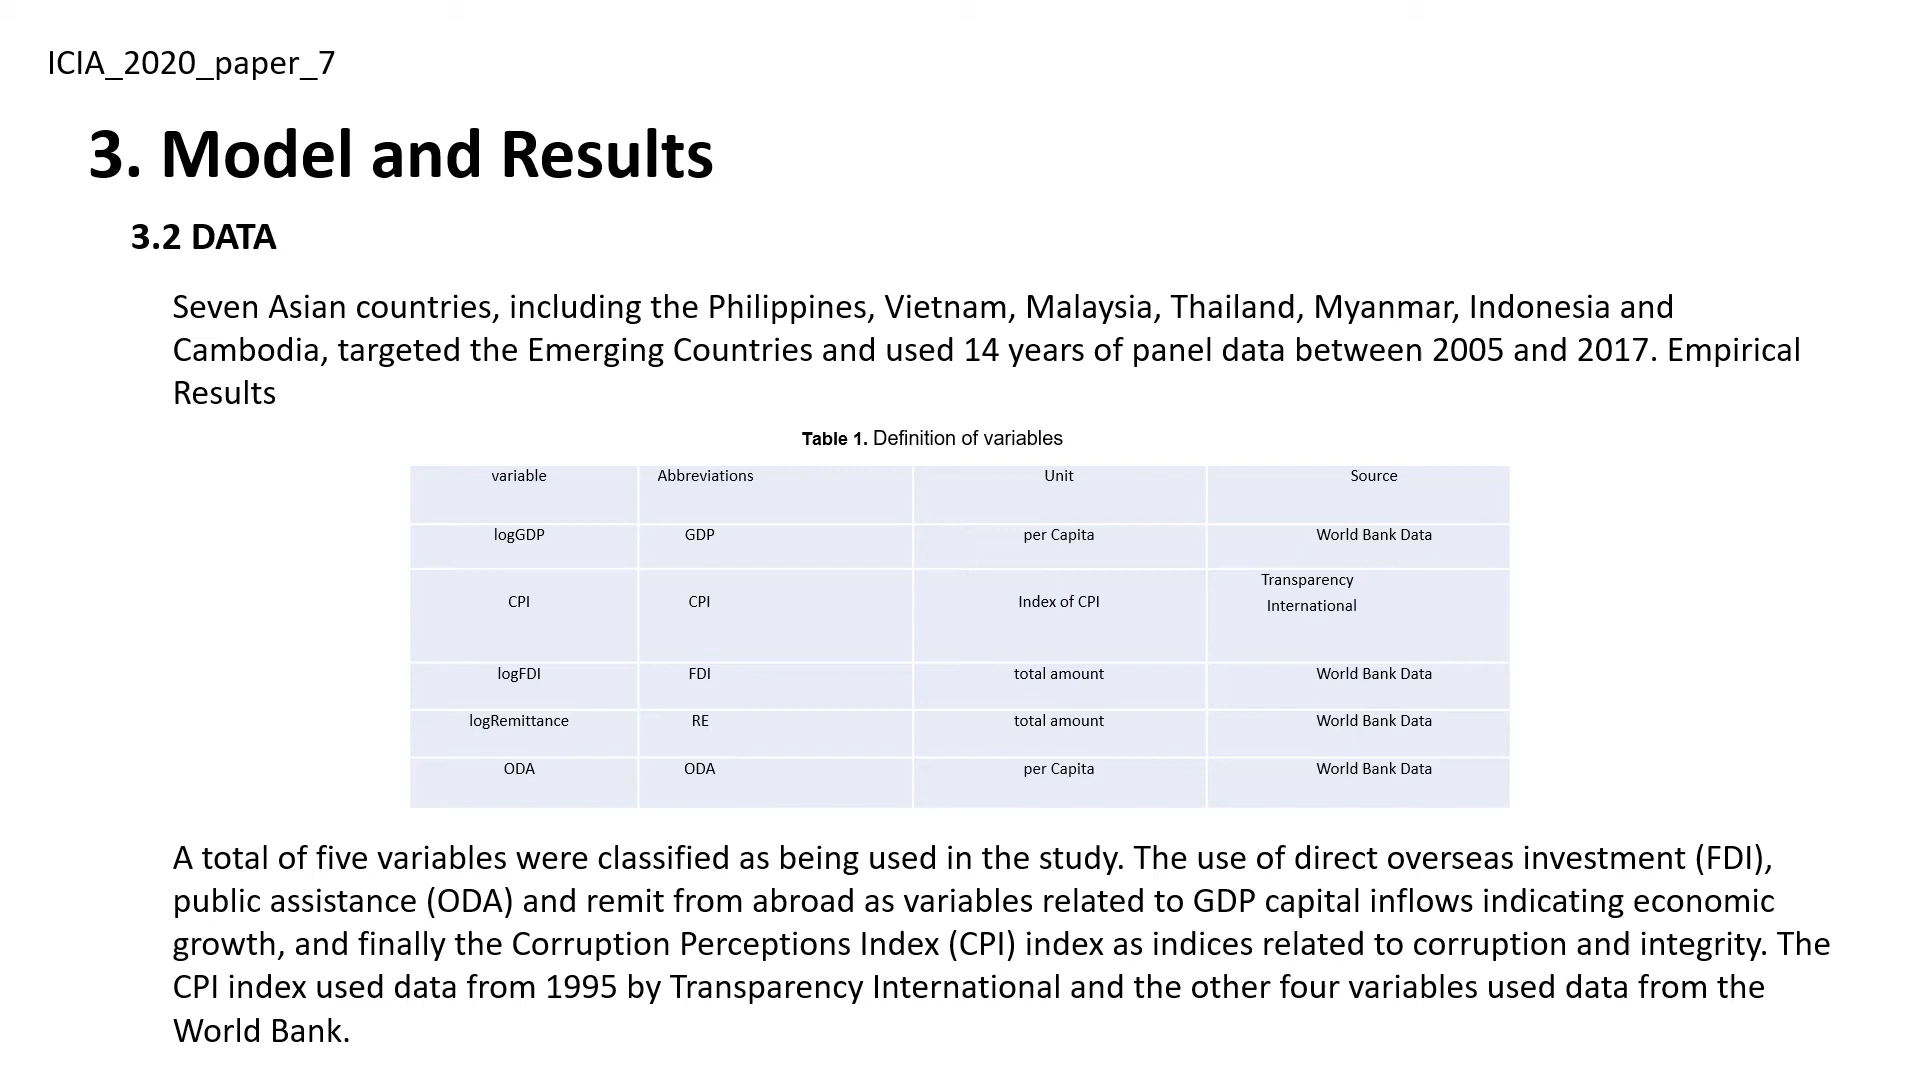 ICIA_2020_paper_7
3. Model and Results
3.2 DATA
Seven Asian countries, including the Philippines, Vietnam, Malaysia, Thailand, Myanmar, Indonesia and
Cambodia, targeted the Emerging Countries and used 14 years of panel data between 2005 and 2017. Empirical
Results
Table 1. Definition of variables
variable Abbreviations Unit Source
logGDP GDP per Capita World Bank Data
CPI CPI Index of CPI Transparency
International
logFDI FDI total amount World Bank Data
logRemittance RE total amount World Bank Data
ODA ODA per Capita World Bank Data
A total of five variables were classified as being used in the study. The use of direct overseas investment (FDI),
public assistance (ODA) and remit from abroad as variables related to GDP capital inflows indicating economic
growth, and finally the Corruption Perceptions Index (CPI) index as indices related to corruption and integrity. The
CPI index used data from 1995 by Transparency International and the other four variables used data from the
World Bank.